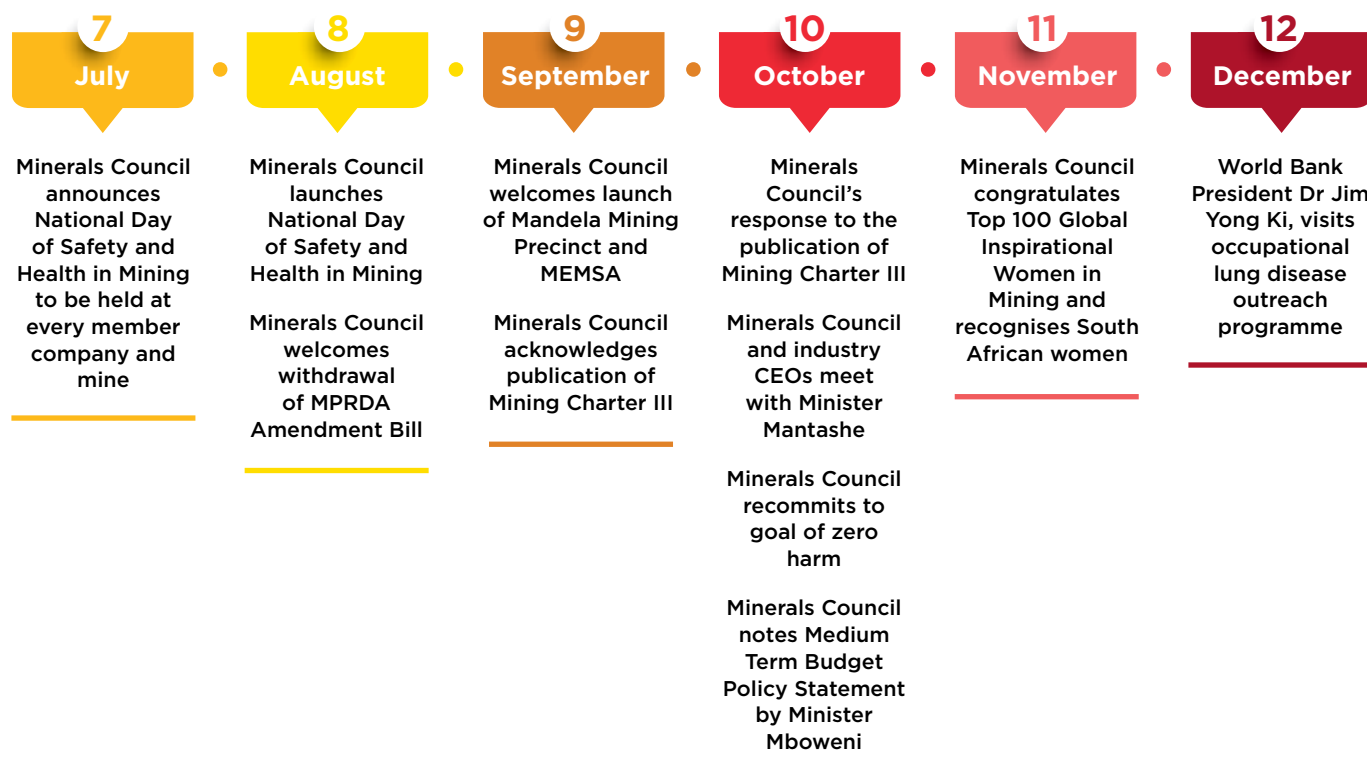 7
July
Minerals Council
announces
National Day
of Safety and
Health in Mining
to be held at
every member
company and
mine
8
August
Minerals Council
launches
National Day
of Safety and
Health in Mining
Minerals Council
welcomes
withdrawal
of MPRDA
Amendment Bill
9
September
Minerals Council
welcomes launch
of Mandela Mining
Precinct and
MEMSA
Minerals Council
acknowledges
publication of
Mining Charter III
10
October
Minerals
Council’s
response to the
publication of
Mining Charter III
Minerals Council
and industry
CEOs meet
with Minister
Mantashe
Minerals Council
recommits to
goal of zero
harm
Minerals Council
notes Medium
Term Budget
Policy Statement
by Minister
Mboweni
11
November
Minerals Council
congratulates
Top 100 Global
Inspirational
Women in
Mining and
recognises South
African women
12
December
World Bank
President Dr Jim
Yong Ki, visits
occupational
lung disease
outreach
programme